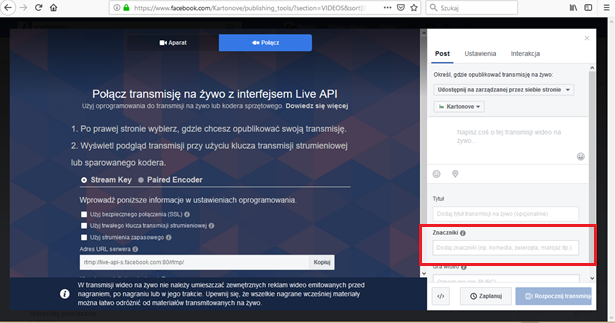 https://www.facebook.com/Kartonove/publishing_tools/?section=VIDEOS&sort[
Szukaj
Aparat
Połącz
Połącz transmisję na żywo z interfejsem Live API
Użyj oprogramowania do transmisji na żywo lub kodera sprzętowego. Dowiedz się więcej
1. Po prawej stronie wybierz, gdzie chcesz opublikować swoją transmisję.
2. Wyświetl podgląd transmisji przy użyciu klucza transmisji strumieniowej
lub sparowanego kodera.
Stream Key
Paired Encoder
Wprowadź poniższe informacje w ustawieniach oprogramowania.
Użyj bezpiecznego połączenia (SSL)
Użyj trwałego klucza transmisji strumieniowej
Użyj strumienia zapasowego
Adres URL serwera
rtmp://live-api-s.facebook.com:80/rtmp/
Kopiuj
W transmisji wideo na żywo nie należy umieszczać zewnętrznych reklam wideo emitowanych przed
nagraniem, po nagraniu lub w jego trakcie. Upewnij się, że wszelkie nagrane wcześniej materiały
można łatwo odróżnić od materiałów transmitowanych na żywo.
Post
Ustawienia
Interakcja
Określ, gdzie opublikować transmisję na żywo:
Udostępnij na zarządzanej przez siebie stronie
Kartonove
Napisz coś o tej transmisji wideo na
żywo...
Tytuł
Dodaj tytuł transmisji na żywo (opcjonalnie)
Znaczniki
Dodaj znaczniki (np. komedia, zwierzęta, makijaż itp.)
Gra wideo
</>
Zaplanuj
Rozpocznij transmisję